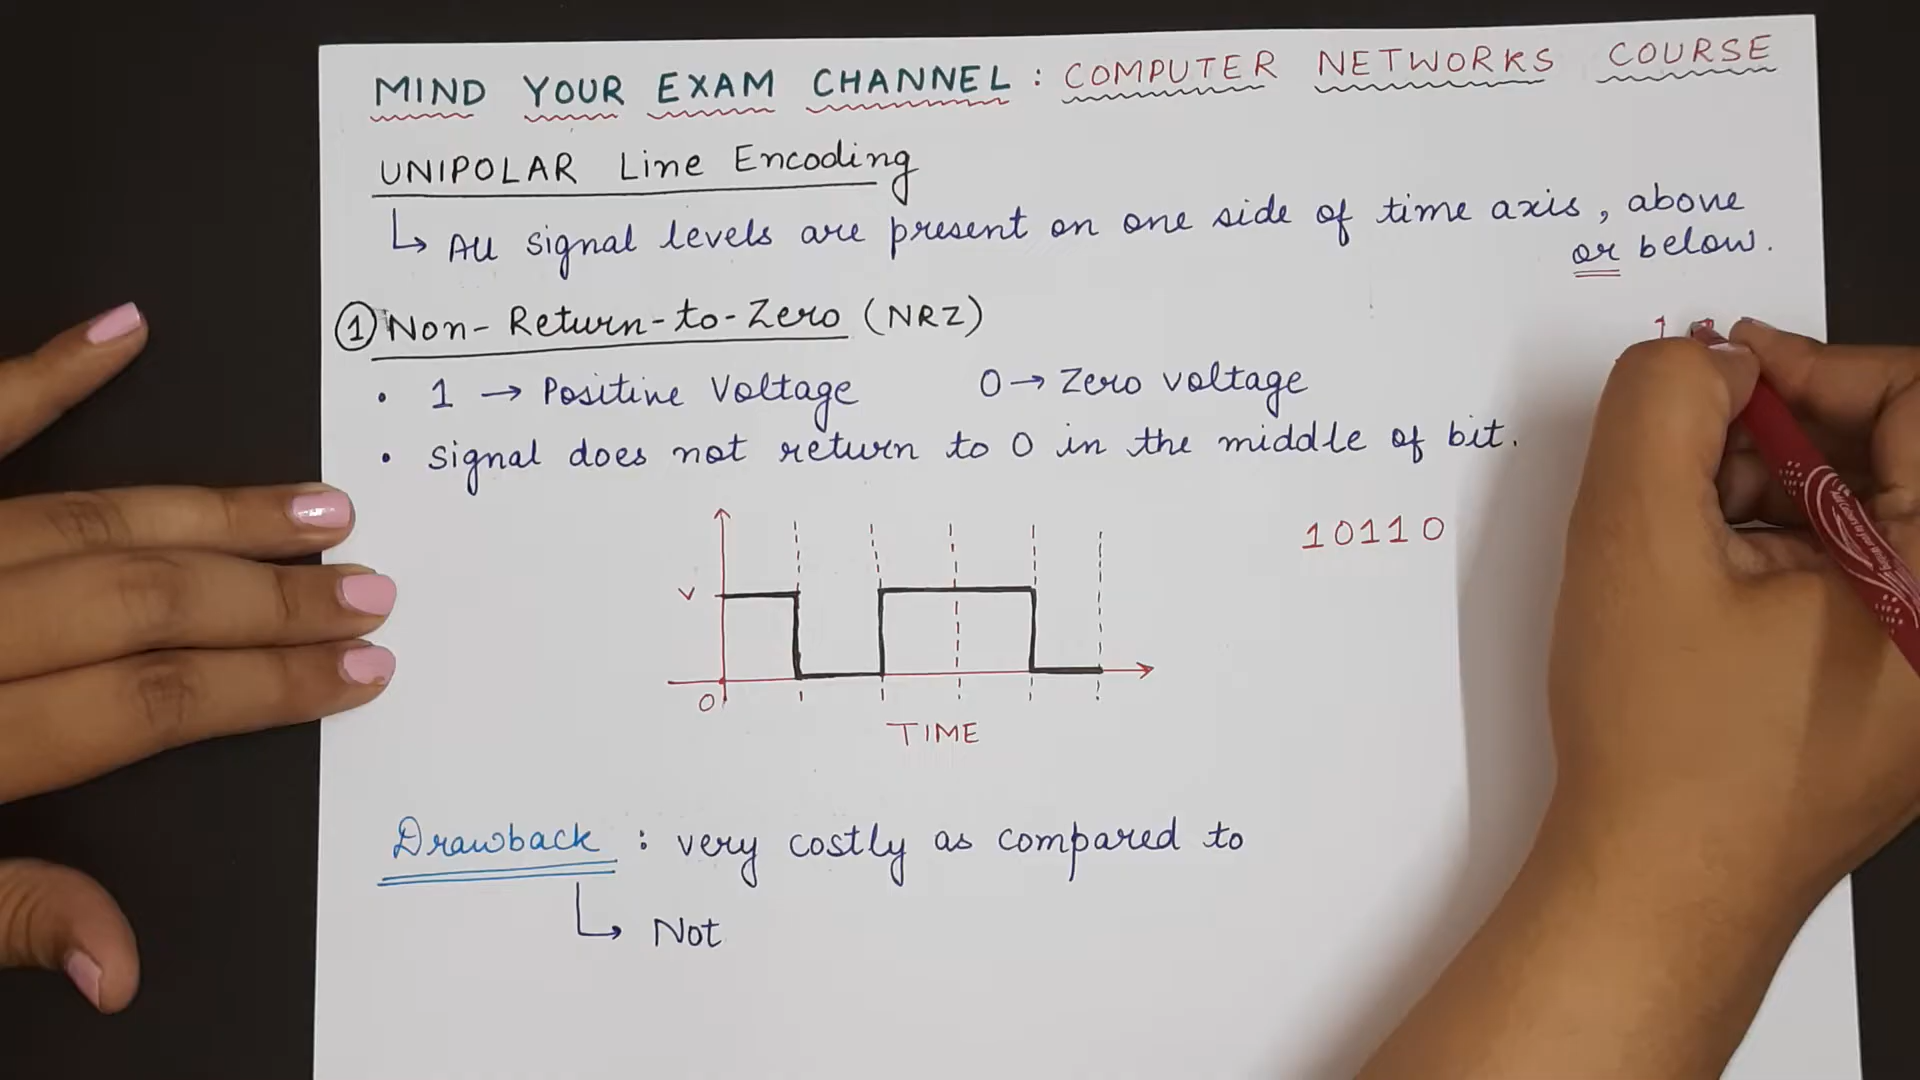 MIND YOUR EXAM CHANNEL : COMPUTER NETWORKS COURSE
UNIPOLAR Line Encoding
↳ All signal levels are present on one side of time axis, above
or below.
① Non-Return-to-Zero (NRZ)
• 1 → Positive Voltage 0 → Zero voltage
• signal does not return to 0 in the middle of bit.
1
10110
V
0
TIME
Drawback : very costly as compared to
↳ Not